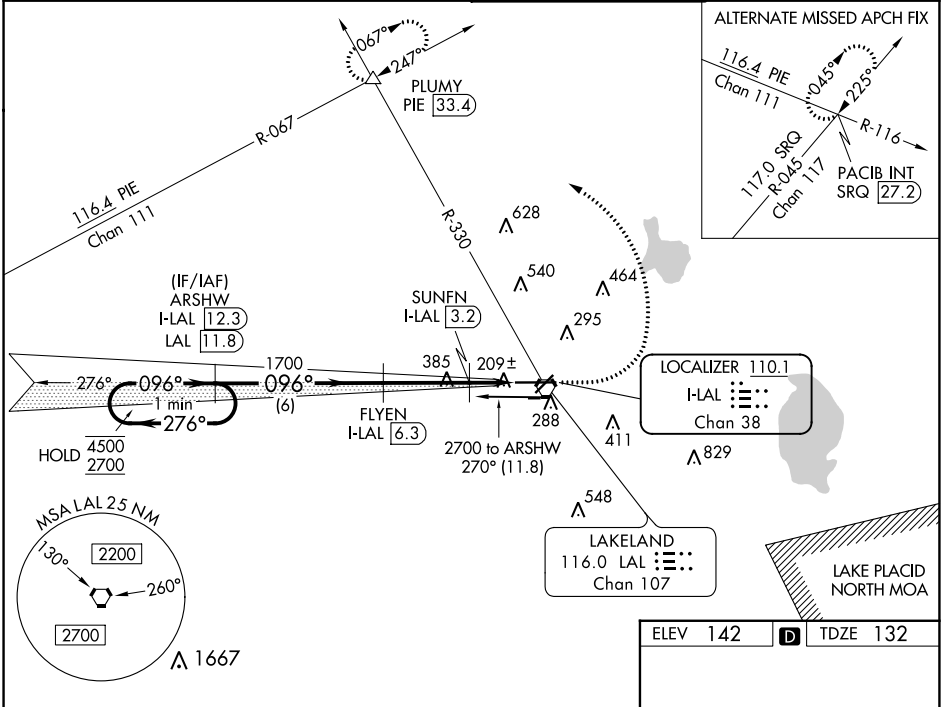 067°
247°
PLUMY
PIE 33.4
R-067
116.4 PIE
Chan 111
R-330
ALTERNATE MISSED APCH FIX
116.4 PIE
Chan 111
045°
225°
R-116
117.0 SRQ
R-045
Chan 117
PACIB INT
SRQ 27.2
628
540
464
295
(IF/IAF)
ARSHW
I-LAL 12.3
LAL 11.8
SUNFN
I-LAL 3.2
1700
385
209±
276°
096°
096°
1 min
(6)
276°
FLYEN
I-LAL 6.3
HOLD
4500
2700
2700 to ARSHW
270° (11.8)
288
411
829
548
LOCALIZER 110.1
I-LAL
Chan 38
LAKELAND
116.0 LAL
Chan 107
LAKE PLACID
NORTH MOA
MSA LAL 25 NM
130°
2200
260°
2700
1667
ELEV 142 D TDZE 132